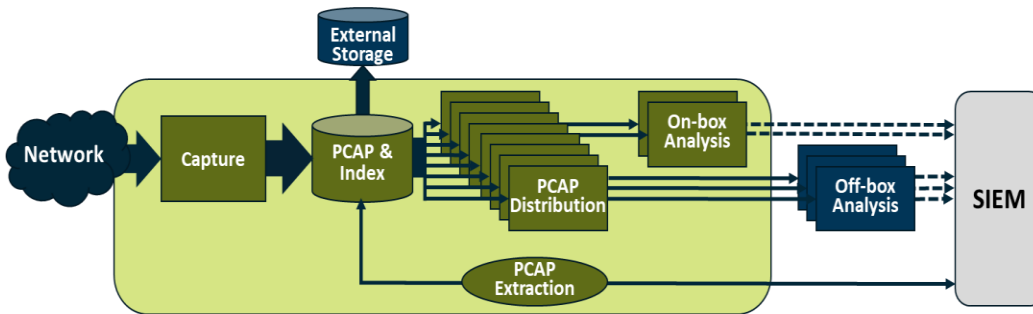 External
Storage
Network
Capture
PCAP &
Index
PCAP
Distribution
On-box
Analysis
Off-box
Analysis
SIEM
PCAP
Extraction